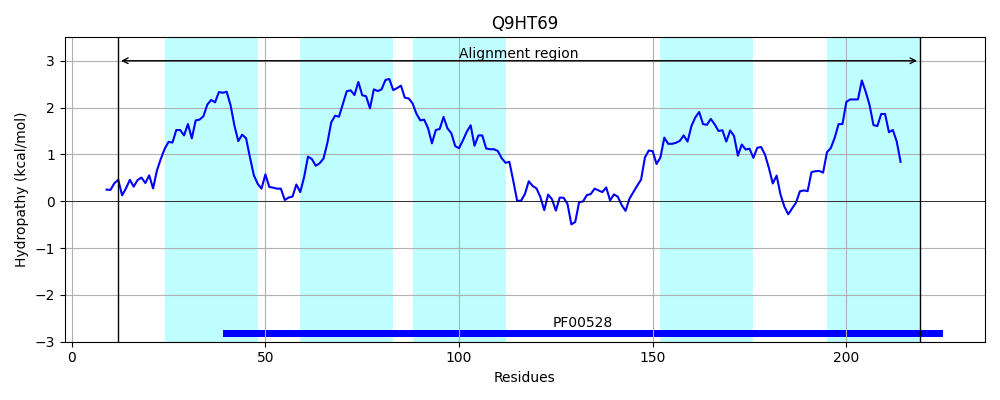 Q9HT69
Alignment region
3
2
1
0
−1
−2
−3
Hydropathy (kcal/mol)
PF00528
0
50
100
150
200
Residues